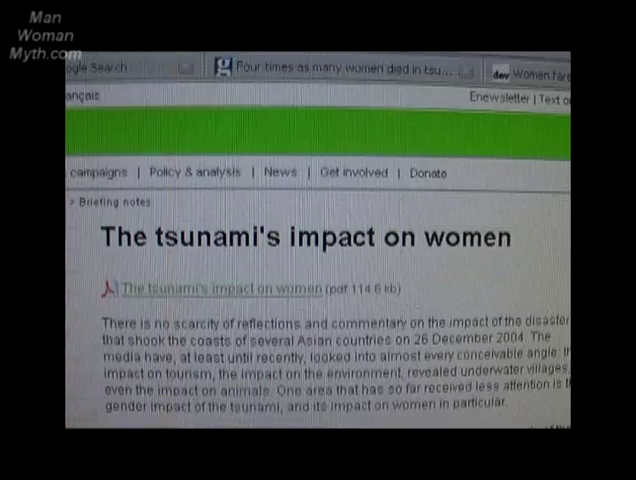 Man
Woman
Myth.com
ogle Search
Four times as many women died in tsu...
dev Women far
ançais
Enewsletter | Text o
campaigns | Policy & analysis | News | Get involved | Donate
> Briefing notes
The tsunami's impact on women
The tsunami's impact on women (pdf 114.6 kb)
There is no scarcity of reflections and commentary on the impact of the disaster
that shook the coasts of several Asian countries on 26 December 2004. The
media have, at least until recently, looked into almost every conceivable angle: th
impact on tourism, the impact on the environment, revealed underwater villages,
even the impact on animals. One area that has so far received less attention is t
gender impact of the tsunami, and its impact on women in particular.